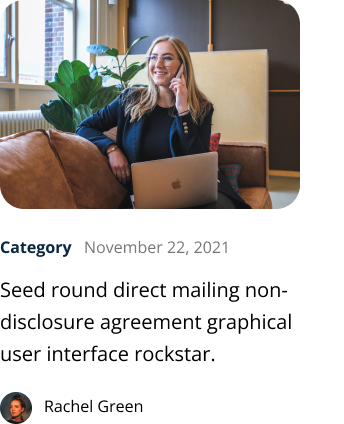 Category November 22, 2021
Seed round direct mailing non-
disclosure agreement graphical
user interface rockstar.
Rachel Green